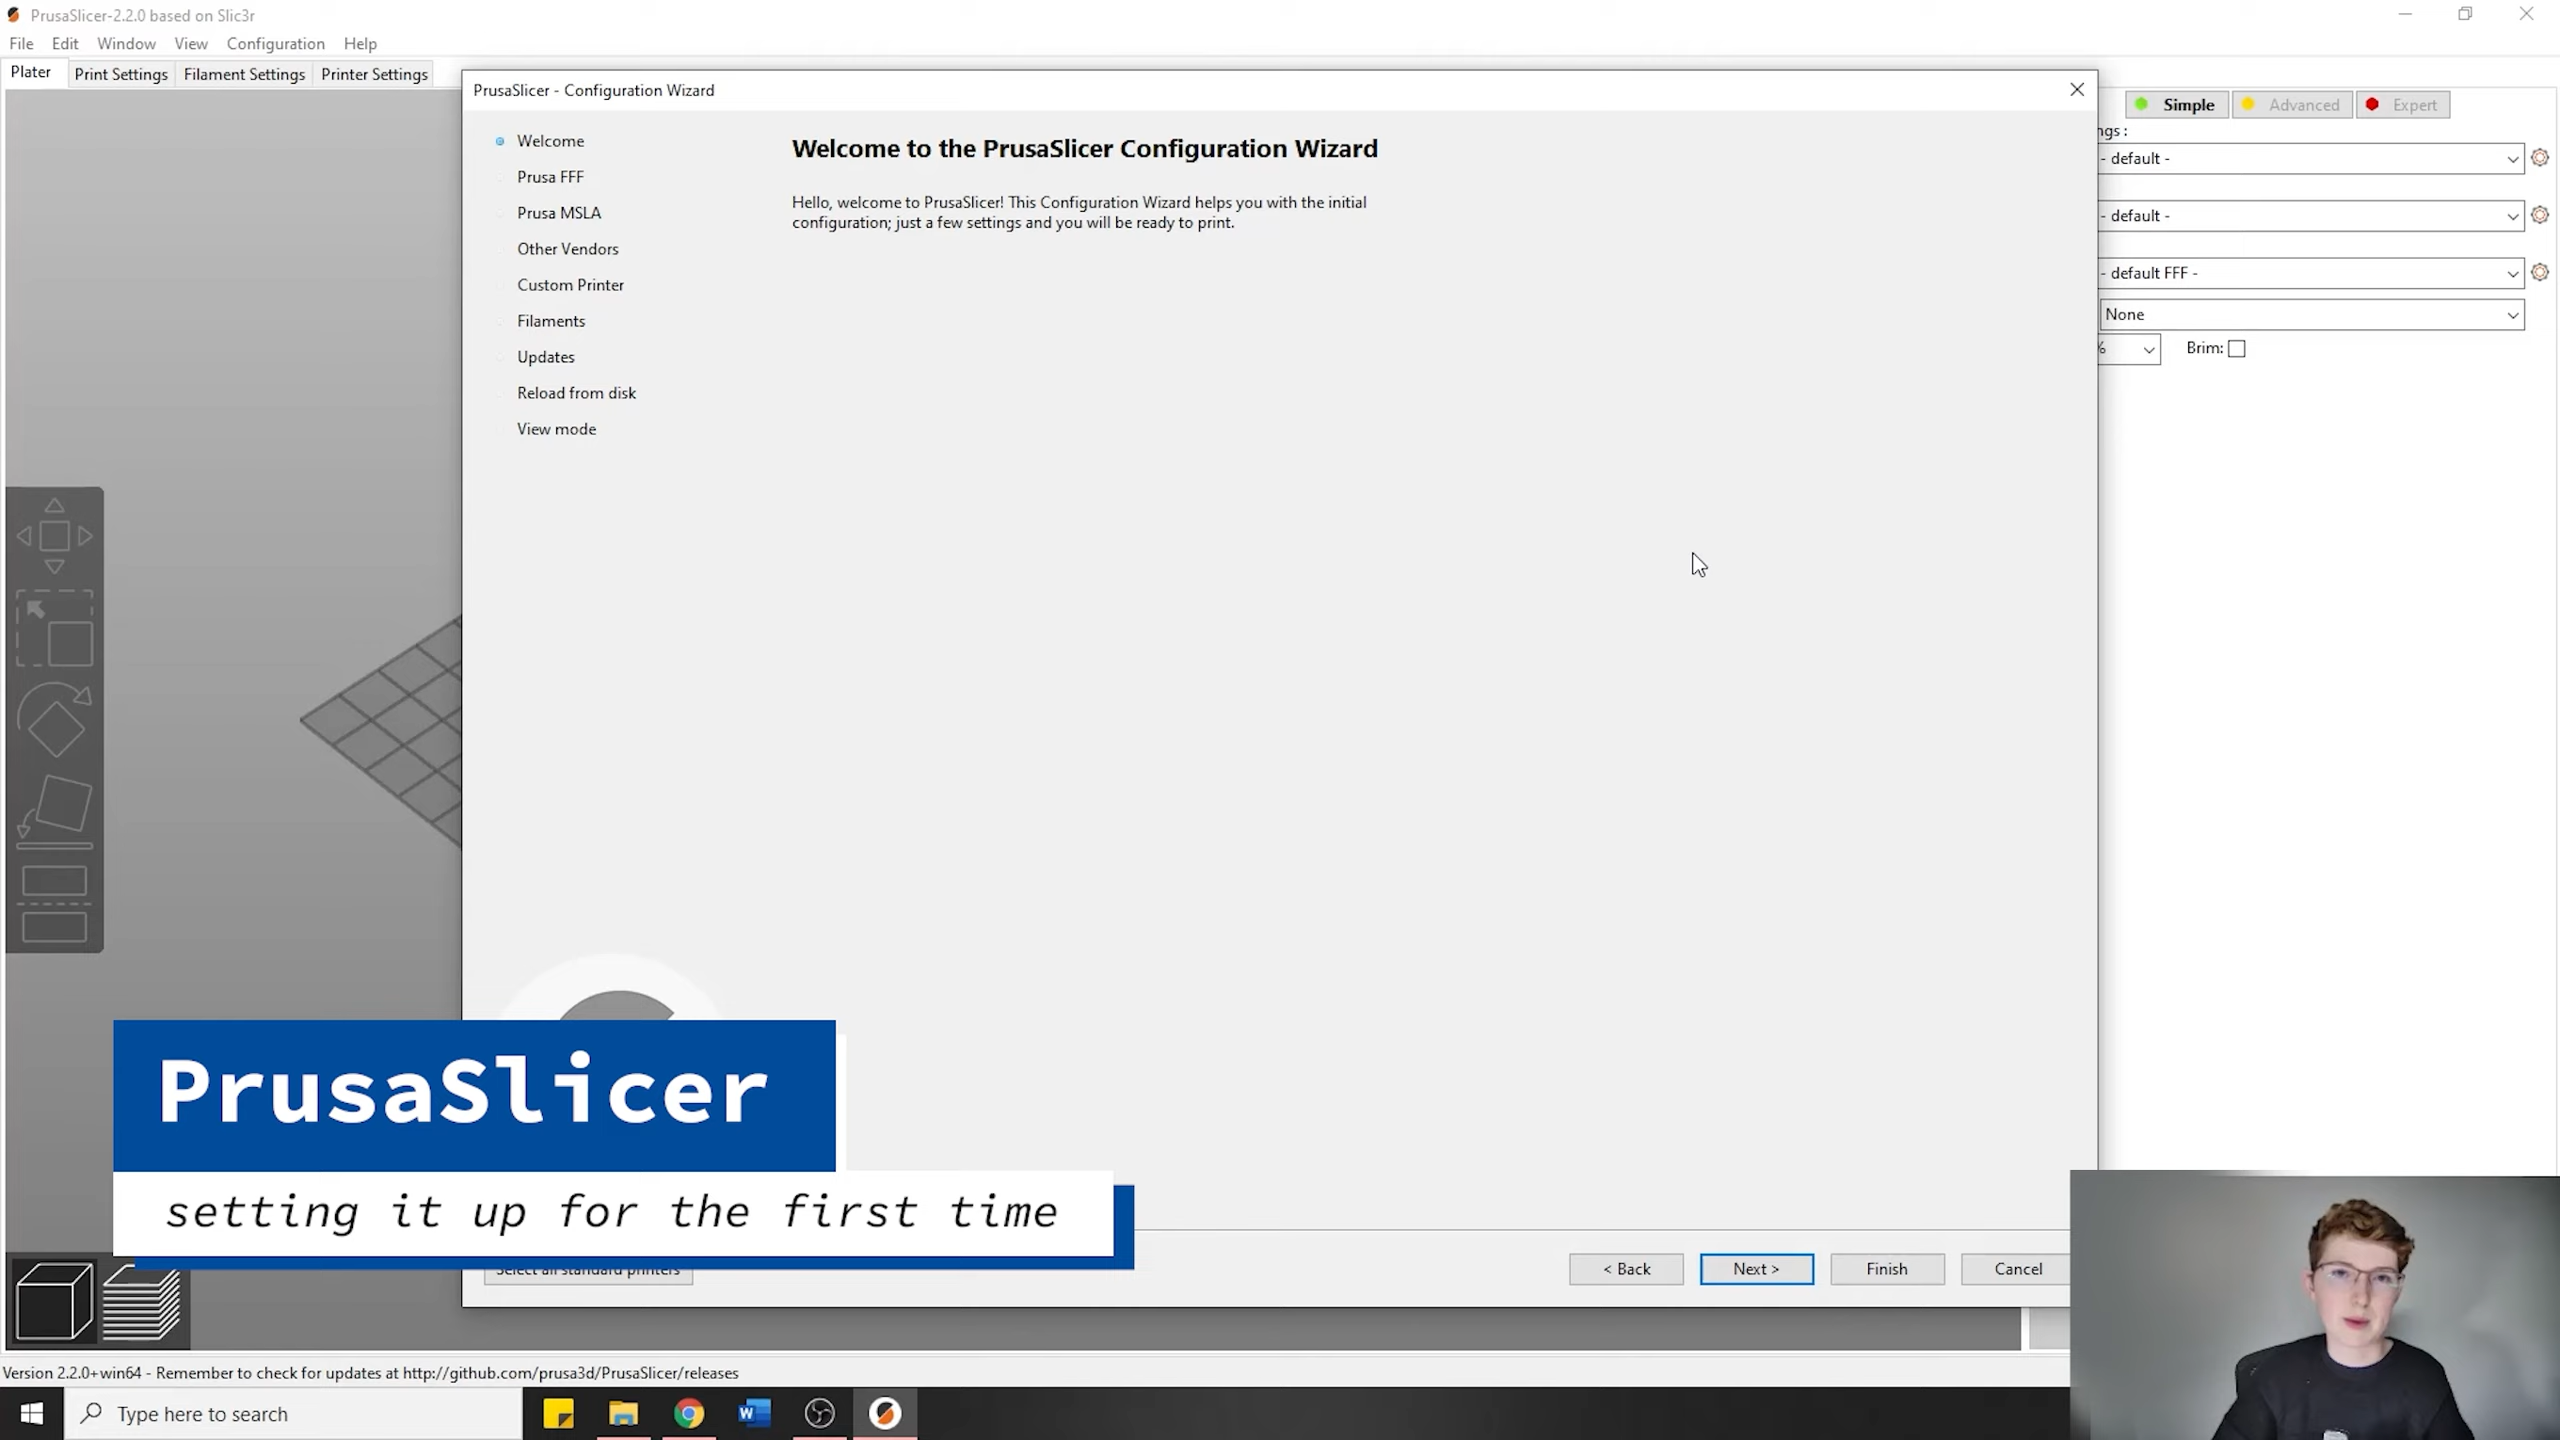 PrusaSlicer-2.2.0 based on Slic3r
File Edit Window View Configuration Help
Plater Print Settings Filament Settings Printer Settings
PrusaSlicer - Configuration Wizard
Simple Advanced Expert
Welcome
Prusa FFF
Prusa MSLA
Other Vendors
Custom Printer
Filaments
Updates
Reload from disk
View mode
Welcome to the PrusaSlicer Configuration Wizard
Hello, welcome to PrusaSlicer! This Configuration Wizard helps you with the initial
configuration; just a few settings and you will be ready to print.
ngs :
- default -
- default -
- default FFF -
None
% Brim:
PrusaSlicer
setting it up for the first time
Select all standard printers
< Back Next > Finish Cancel
Version 2.2.0+win64 - Remember to check for updates at http://github.com/prusa3d/PrusaSlicer/releases
Type here to search